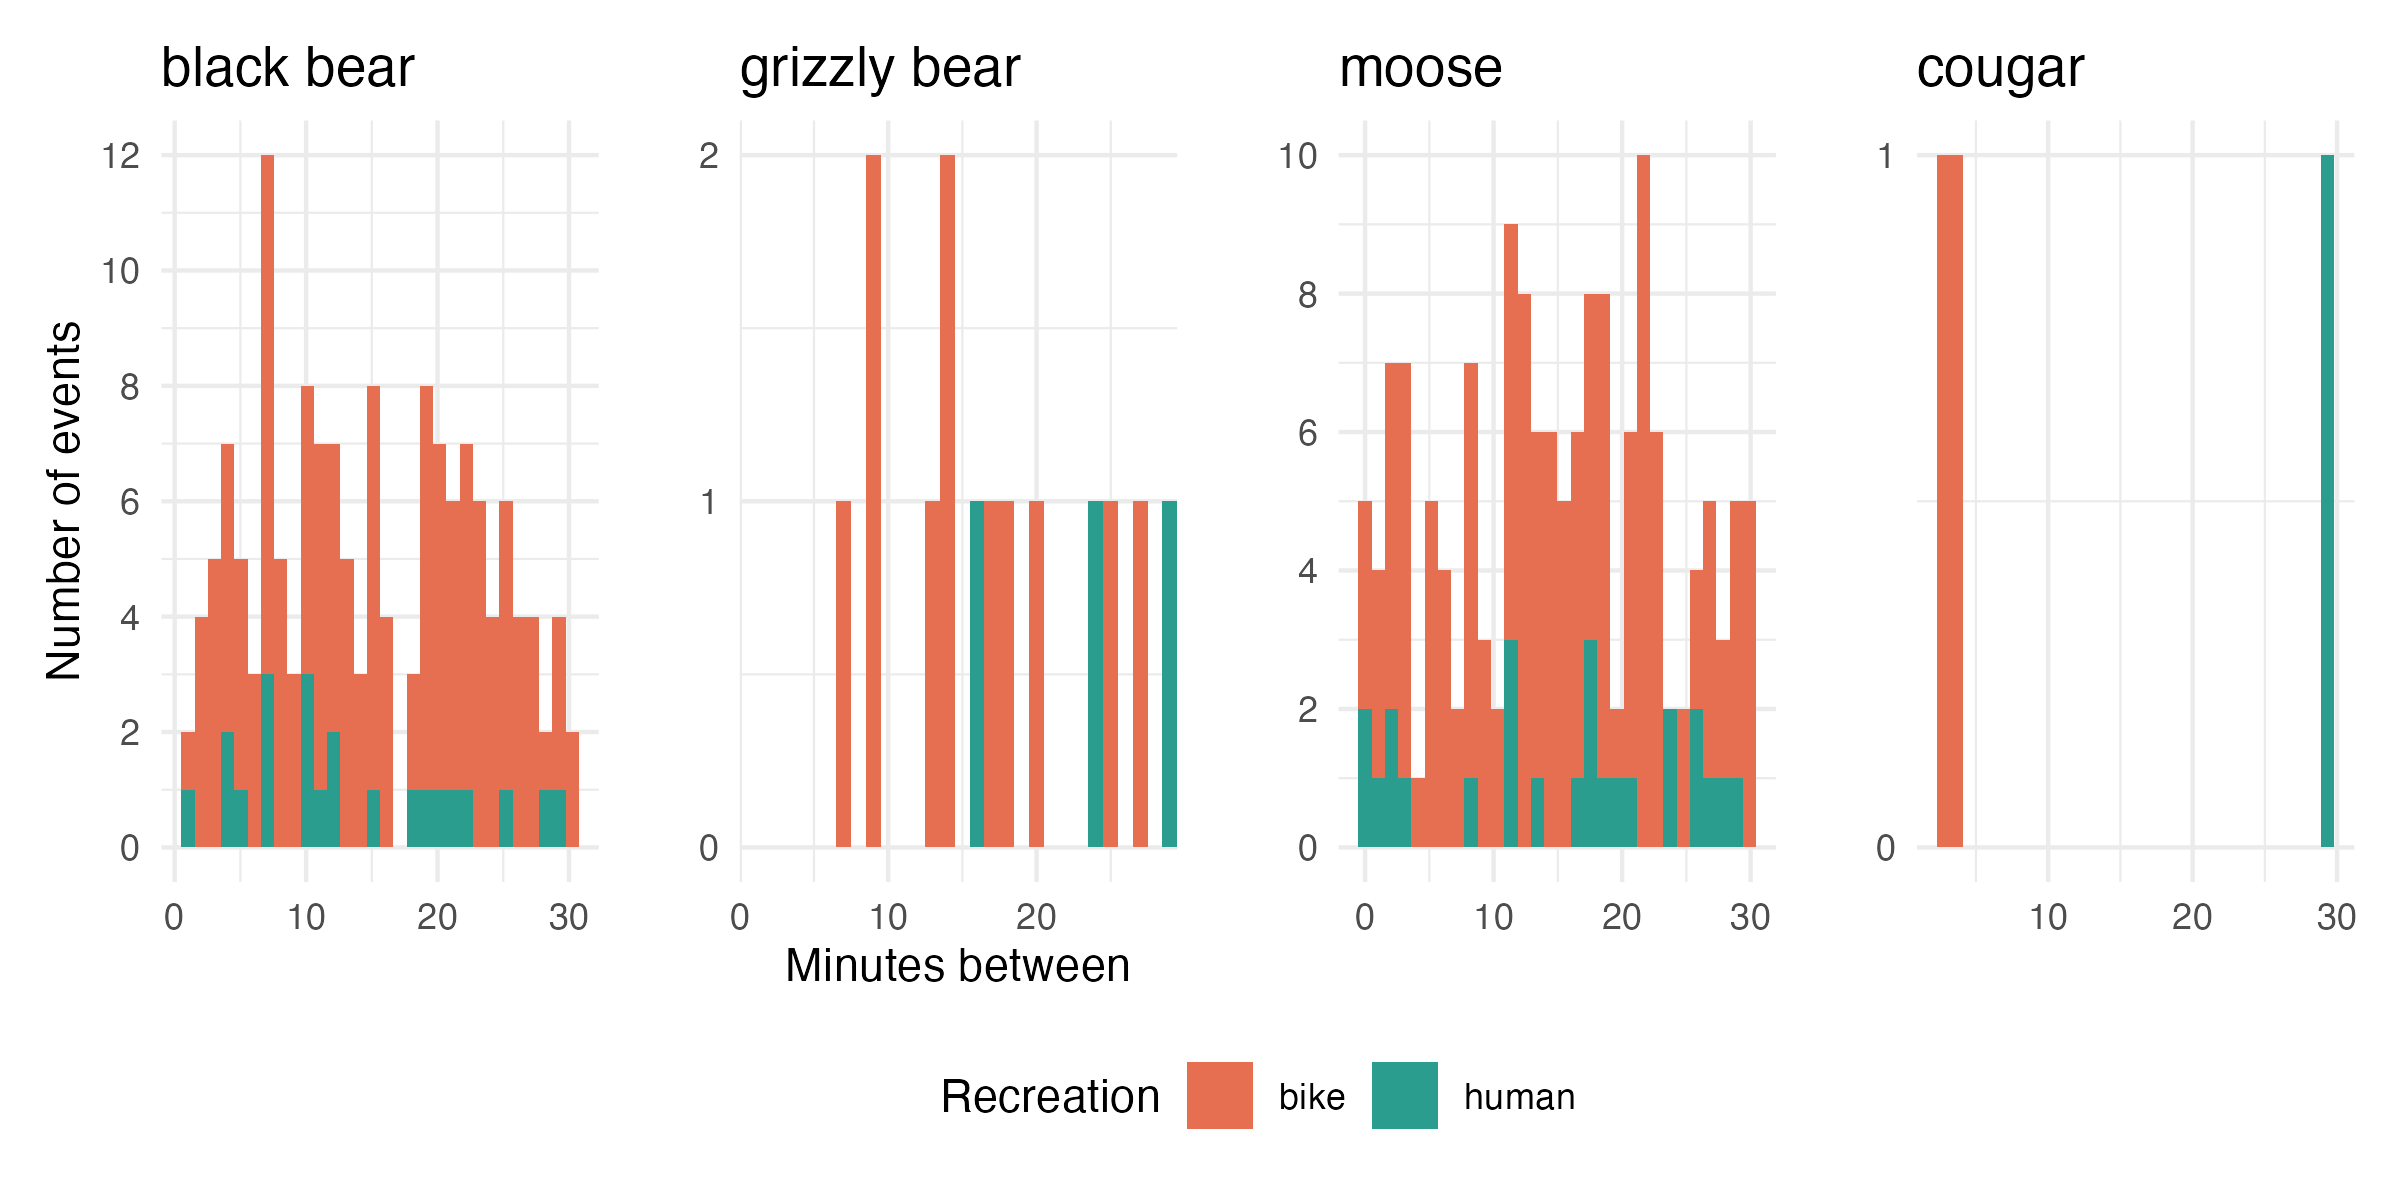 black bear
grizzly bear
moose
cougar
Number of events
12
10
8
6
4
2
0
0 10 20 30
2
1
0
0 10 20
10
8
6
4
2
0
0 10 20 30
1
0
10 20 30
Minutes between
Recreation bike human